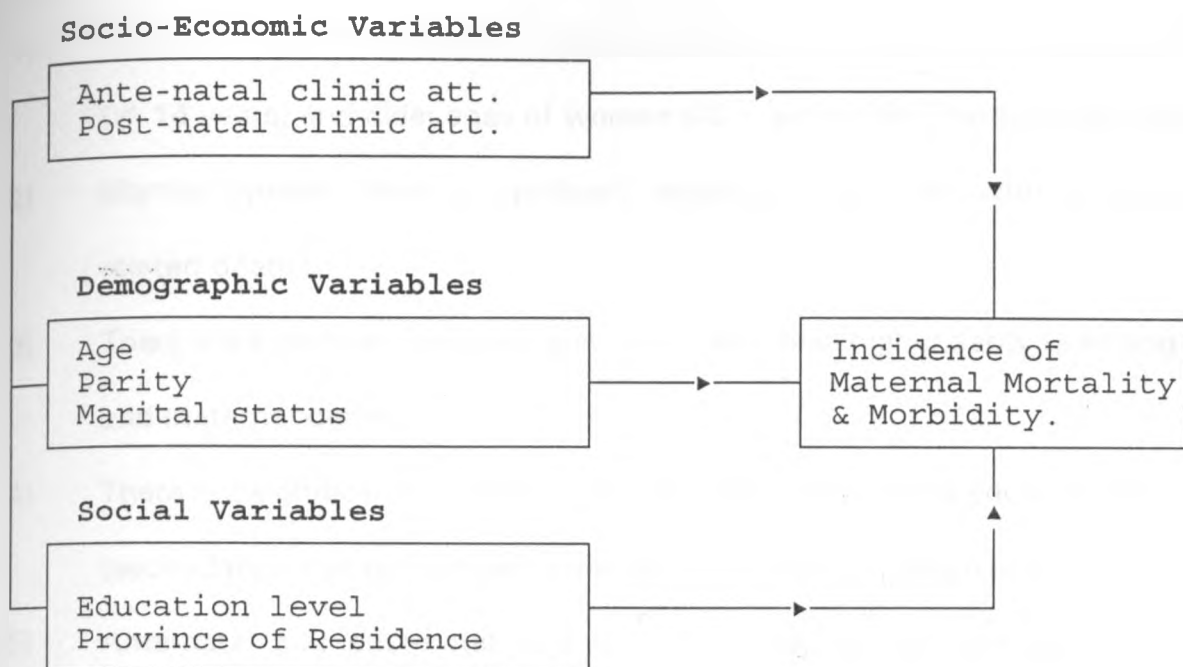 Socio-Economic Variables
Ante-natal clinic att.
Post-natal clinic att.
Demographic Variables
Age
Parity
Marital status
Incidence of
Maternal Mortality
& Morbidity.
Social Variables
Education level
Province of Residence